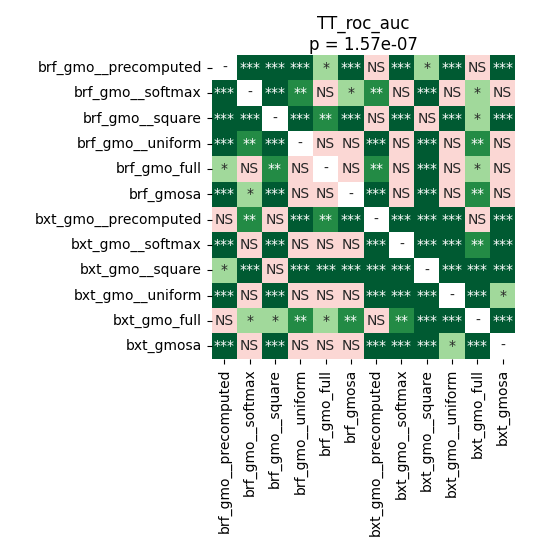 TT_roc_auc
p = 1.57e-07
brf_gmo__precomputed - *** *** *** * *** NS *** * *** NS ***
brf_gmo__softmax *** - *** ** NS * ** NS *** NS * NS
brf_gmo__square *** *** - *** ** *** NS *** NS *** * ***
brf_gmo__uniform *** ** *** - NS NS *** NS *** NS ** NS
brf_gmo_full * NS ** NS - NS ** NS *** NS * NS
brf_gmosa *** * *** NS NS - *** NS *** NS ** NS
bxt_gmo__precomputed NS ** NS *** ** *** - *** *** *** NS ***
bxt_gmo__softmax *** NS *** NS NS NS *** - *** *** ** ***
bxt_gmo__square * *** NS *** *** *** *** *** - *** *** ***
bxt_gmo__uniform *** NS *** NS NS NS *** *** *** - *** *
bxt_gmo_full NS * * ** * ** NS ** *** *** - ***
bxt_gmosa *** NS *** NS NS NS *** *** *** * *** -
brf_gmo__precomputed
brf_gmo__softmax
brf_gmo__square
brf_gmo__uniform
brf_gmo_full
brf_gmosa
bxt_gmo__precomputed
bxt_gmo__softmax
bxt_gmo__square
bxt_gmo__uniform
bxt_gmo_full
bxt_gmosa